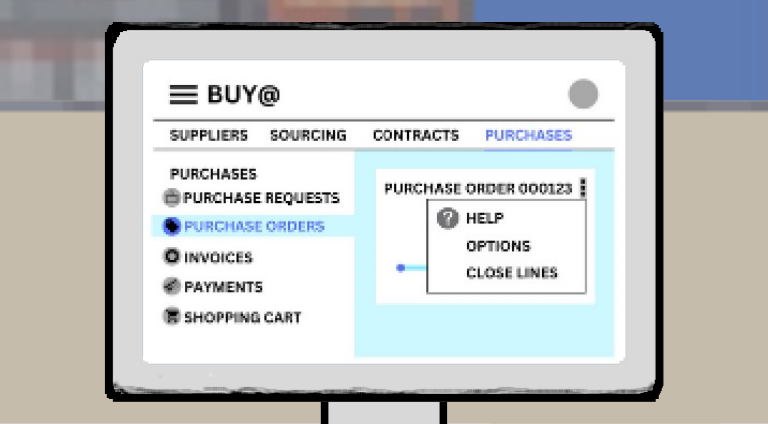 BUY@
SUPPLIERS SOURCING CONTRACTS PURCHASES
PURCHASES
PURCHASE REQUESTS
PURCHASE ORDERS
INVOICES
PAYMENTS
SHOPPING CART
PURCHASE ORDER 000123
? HELP
OPTIONS
CLOSE LINES